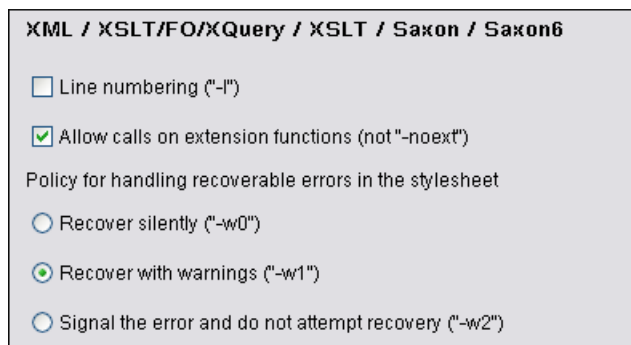 XML / XSLT/FO/XQuery / XSLT / Saxon / Saxon6
Line numbering ("-l")
Allow calls on extension functions (not "-noext")
Policy for handling recoverable errors in the stylesheet
Recover silently ("-w0")
Recover with warnings ("-w1")
Signal the error and do not attempt recovery ("-w2")